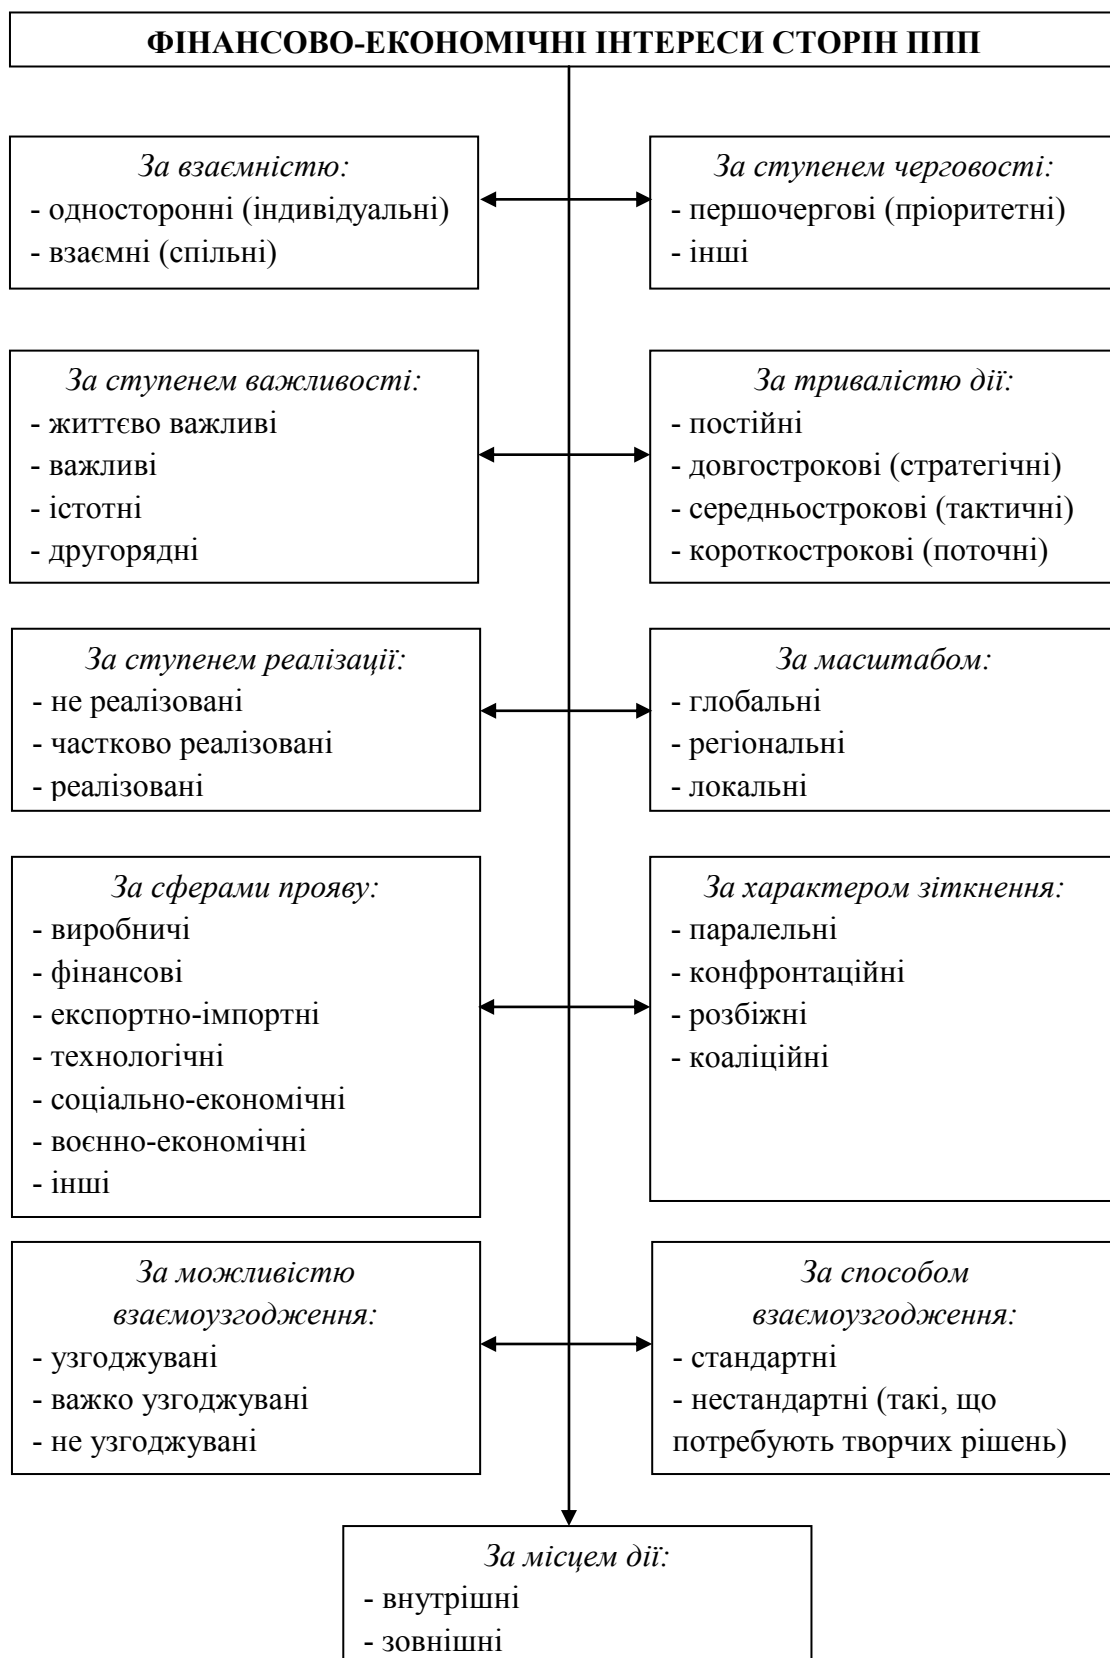 ФІНАНСОВО-ЕКОНОМІЧНІ ІНТЕРЕСИ СТОРІН ППП
За взаємністю:
- односторонні (індивідуальні)
- взаємні (спільні)
За ступенем черговості:
- першочергові (пріоритетні)
- інші
За ступенем важливості:
- життєво важливі
- важливі
- істотні
- другорядні
За тривалістю дії:
- постійні
- довгострокові (стратегічні)
- середньострокові (тактичні)
- короткострокові (поточні)
За ступенем реалізації:
- не реалізовані
- частково реалізовані
- реалізовані
За масштабом:
- глобальні
- регіональні
- локальні
За сферами прояву:
- виробничі
- фінансові
- експортно-імпортні
- технологічні
- соціально-економічні
- воєнно-економічні
- інші
За характером зіткнення:
- паралельні
- конфронтаційні
- розбіжні
- коаліційні
За можливістю
взаємоузгодження:
- узгоджувані
- важко узгоджувані
- не узгоджувані
За способом
взаємоузгодження:
- стандартні
- нестандартні (такі, що
потребують творчих рішень)
За місцем дії:
- внутрішні
- зовнішні